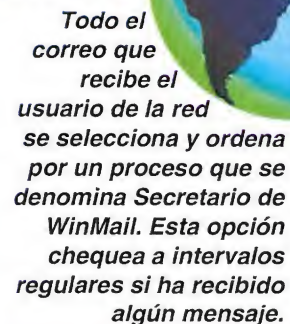 Todo el
correo que
recibe el
usuario de la red
se selecciona y ordena
por un proceso que se
denomina Secretario de
WinMail. Esta opción
chequea a intervalos
regulares si ha recibido
algún mensaje.